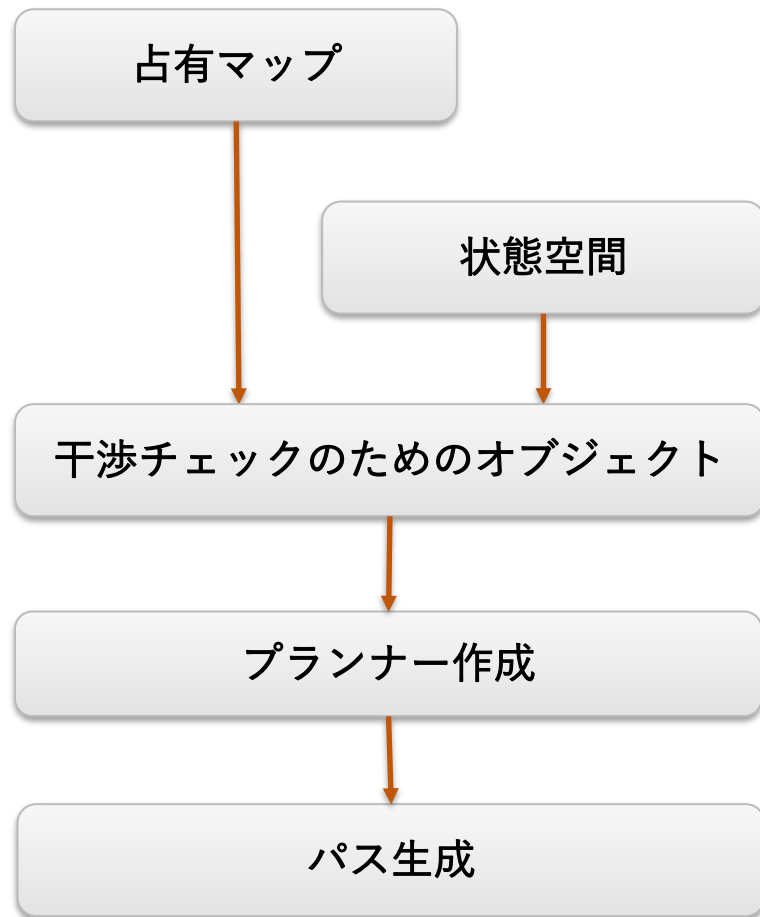 占有マップ
状態空間
干渉チェックのためのオブジェクト
プランナー作成
パス生成